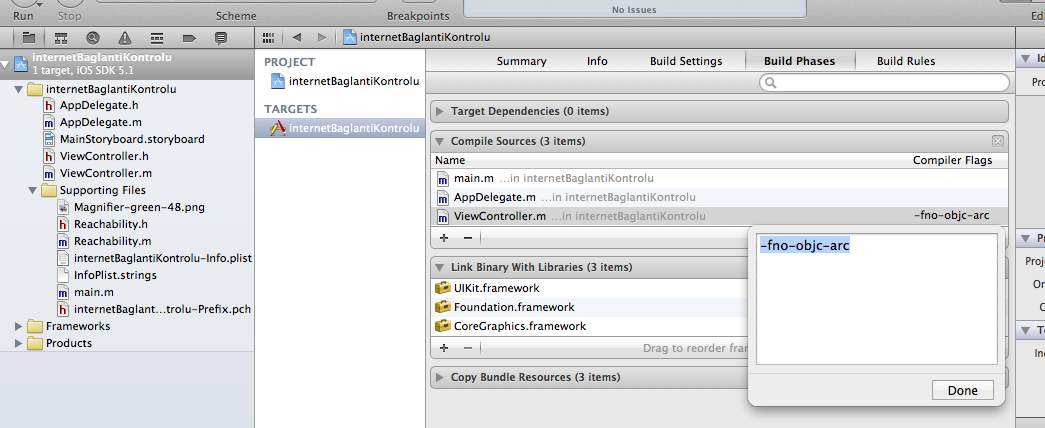 Run
Stop
Scheme
Breakpoints
No Issues
Ed
internetBaglantiKontrolu
1 target, iOS SDK 5.1
internetBaglantiKontrolu
AppDelegate.h
AppDelegate.m
MainStoryboard.storyboard
ViewController.h
ViewController.m
Supporting Files
Magnifier-green-48.png
Reachability.h
Reachability.m
internetBaglantiKontrolu-Info.plist
InfoPlist.strings
main.m
internetBaglant...trolu-Prefix.pch
Frameworks
Products
internetBaglantiKontrolu
PROJECT
internetBaglantiKontrolu
TARGETS
internetBaglantiKontrolu
Summary Info Build Settings Build Phases Build Rules
Target Dependencies (0 items)
Compile Sources (3 items)
Name Compiler Flags
main.m ...in internetBaglantiKontrolu
AppDelegate.m ...in internetBaglantiKontrolu
ViewController.m ...in internetBaglantiKontrolu -fno-objc-arc
-fno-objc-arc
Done
Link Binary With Libraries (3 items)
UIKit.framework
Foundation.framework
CoreGraphics.framework
Drag to reorder fran
Copy Bundle Resources (3 items)
Id
Pro
P
Proj
Or
C
T
In